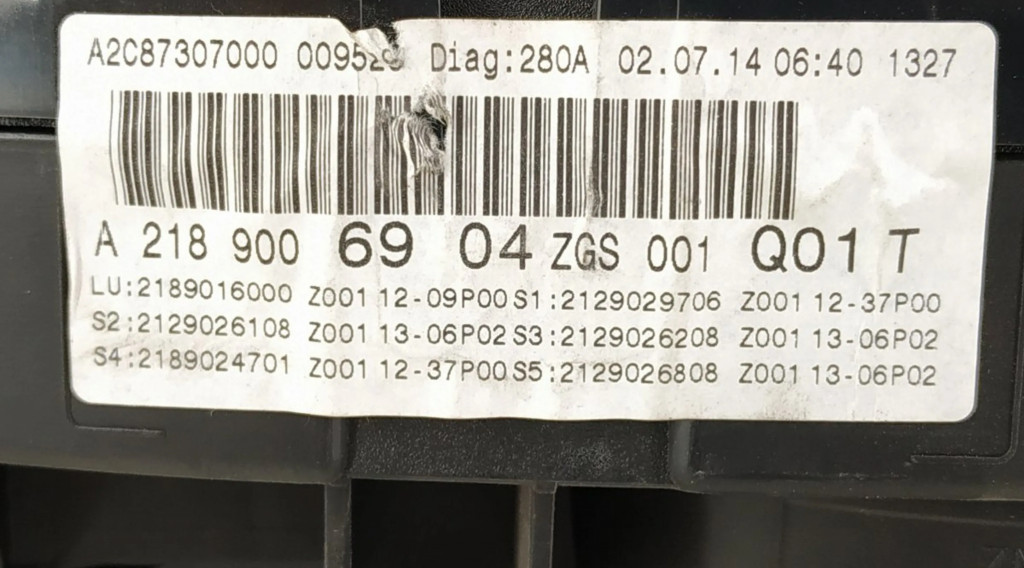 A2C87307000 Diag:280A 02.07.14 06:40 1327
A 218 900 69 04 ZGS 001 Q01 T
LU:2189016000 Z001 12-09P00 S1:2129029706 Z001 12-37P00
S2:2129026108 Z001 13-06P02 S3:2129026208 Z001 13-06P02
S4:2189024701 Z001 12-37P00 S5:2129026808 Z001 13-06P02